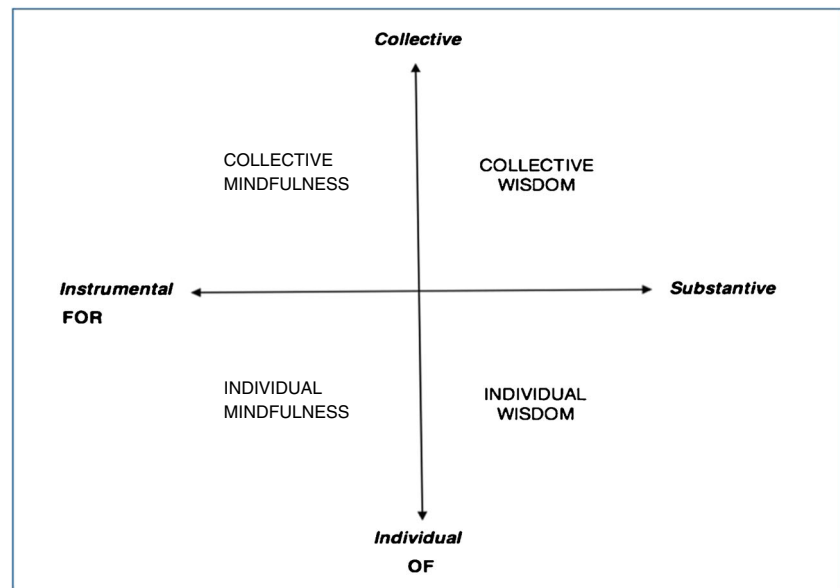 Collective
COLLECTIVE
MINDFULNESS
COLLECTIVE
WISDOM
Instrumental
FOR
Substantive
INDIVIDUAL
MINDFULNESS
INDIVIDUAL
WISDOM
Individual
OF